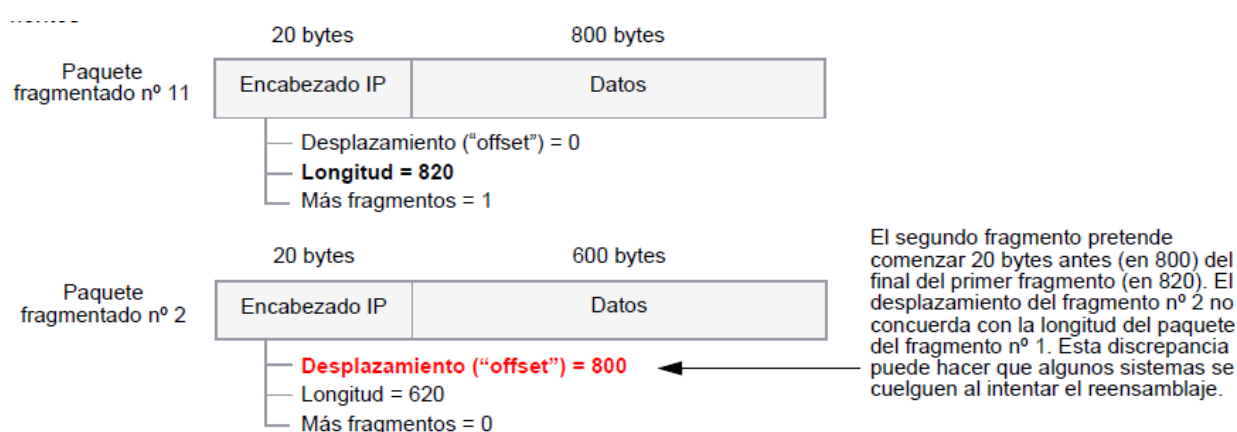 20 bytes 800 bytes
Paquete
fragmentado nº 11
Encabezado IP Datos
Desplazamiento (“offset”) = 0
Longitud = 820
Más fragmentos = 1
20 bytes 600 bytes
Paquete
fragmentado nº 2
Encabezado IP Datos
Desplazamiento (“offset”) = 800
Longitud = 620
Más fragmentos = 0
El segundo fragmento pretende
comenzar 20 bytes antes (en 800) del
final del primer fragmento (en 820). El
desplazamiento del fragmento nº 2 no
concuerda con la longitud del paquete
del fragmento nº 1. Esta discrepancia
puede hacer que algunos sistemas se
cuelguen al intentar el reensamblaje.